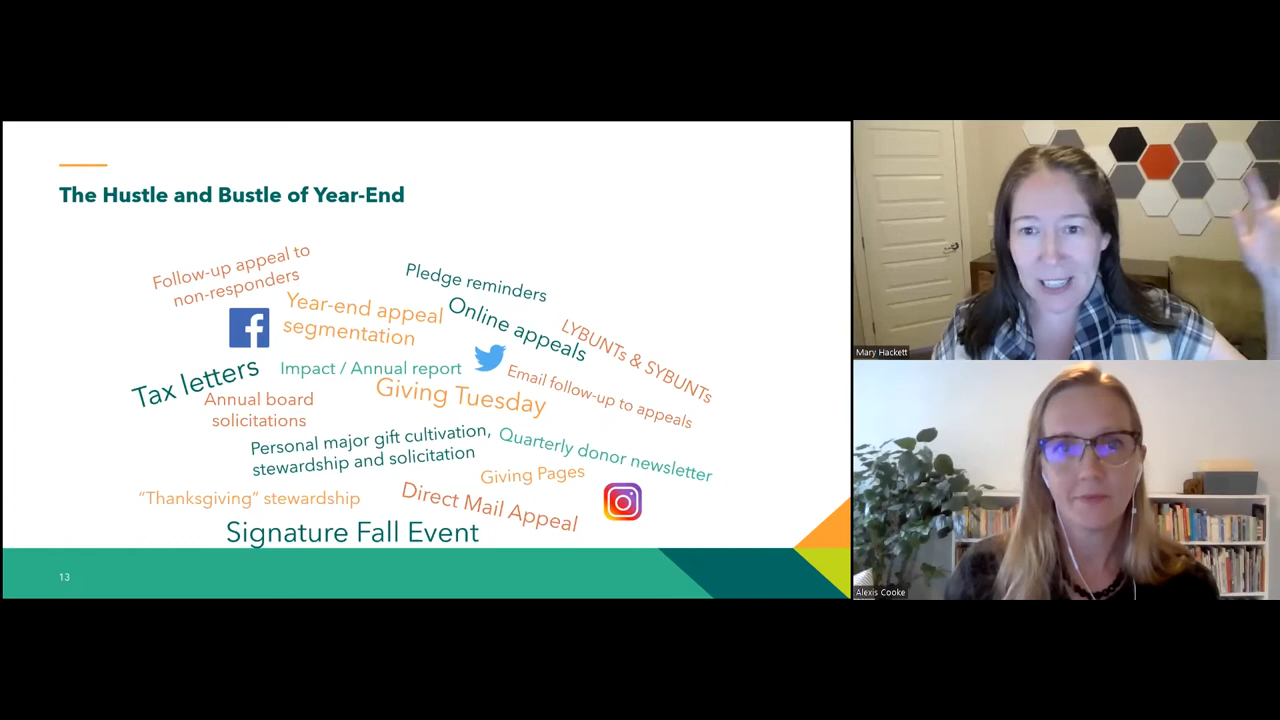 The Hustle and Bustle of Year-End
Follow-up appeal to
non-responders
Pledge reminders
Year-end appeal
segmentation
Online appeals
LYBUNTs & SYBUNTs
Tax letters
Impact / Annual report
Email follow-up to appeals
Giving Tuesday
Annual board
solicitations
Personal major gift cultivation,
stewardship and solicitation
Quarterly donor newsletter
Giving Pages
"Thanksgiving" stewardship
Direct Mail Appeal
Signature Fall Event
13
Mary Hackett
Alexis Cooke